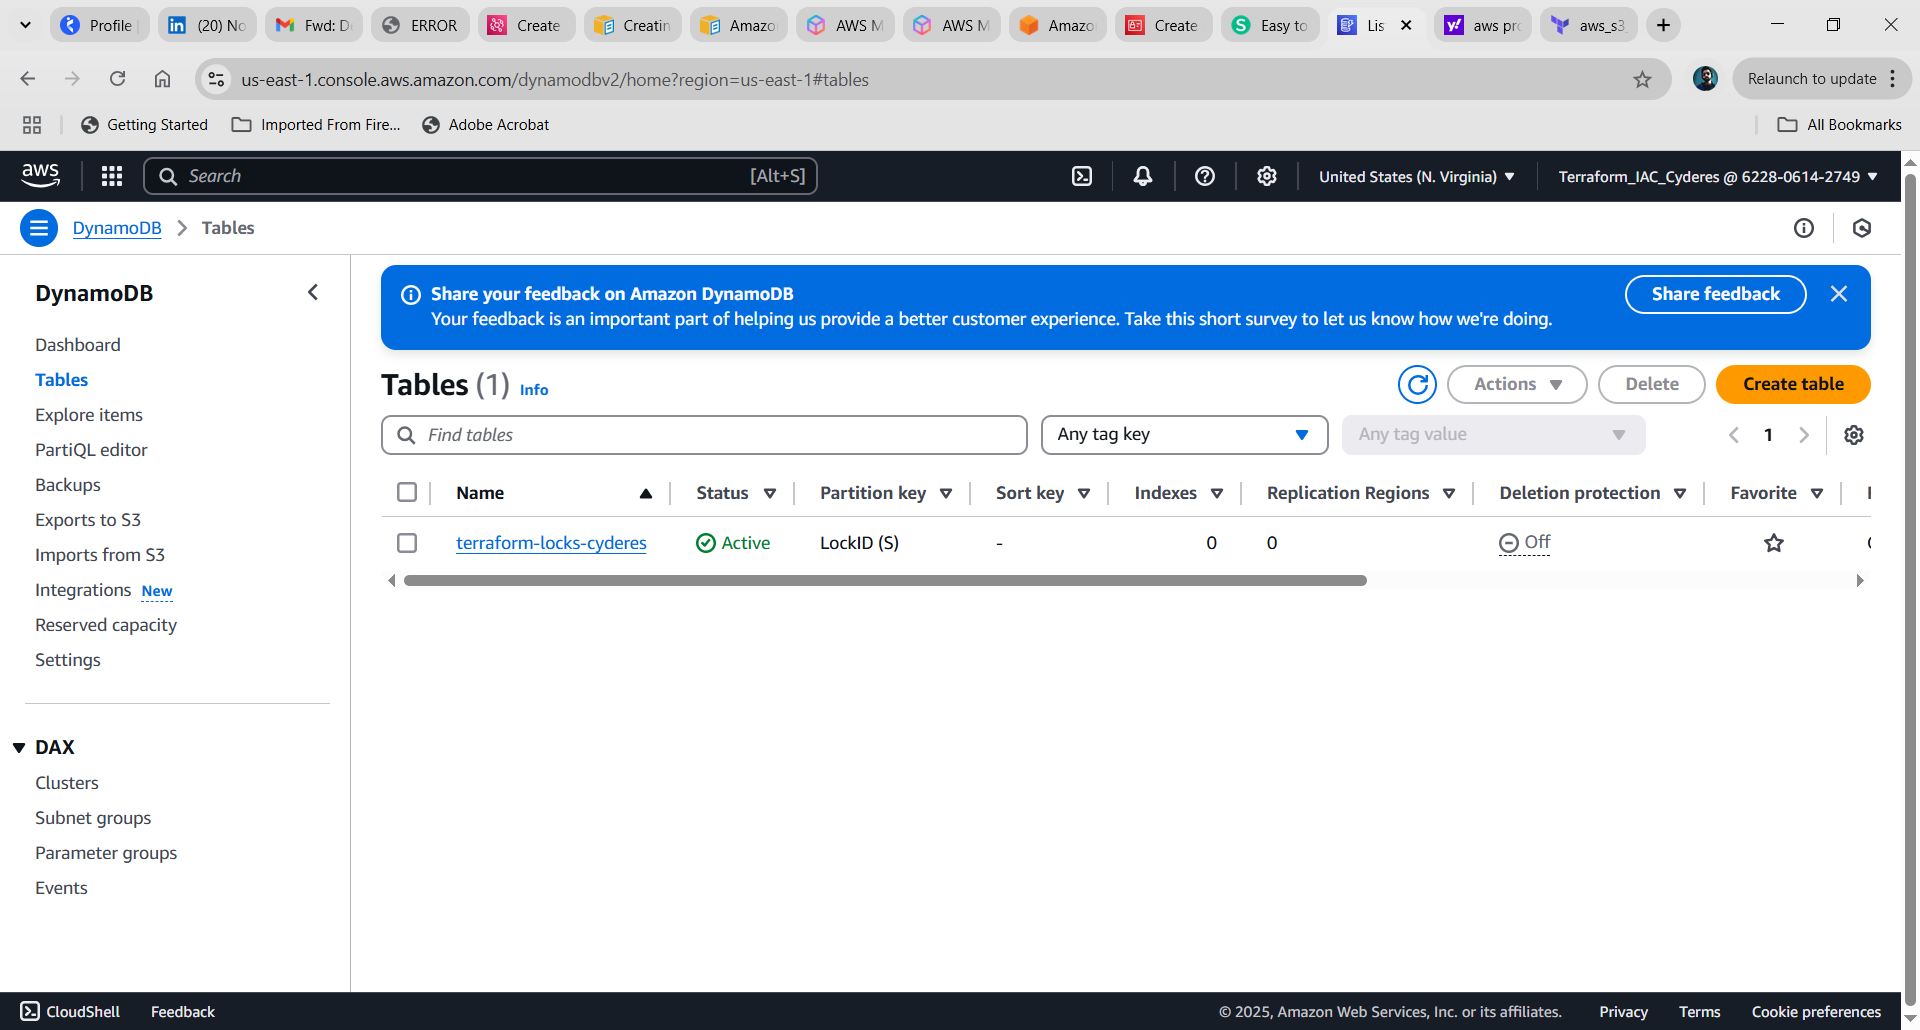 Profile
(20) No
Fwd: D
ERROR
Create
Creatin
Amazo
AWS M
AWS M
Amazo
Create
Easy to
Lis
aws pro
aws_s3_
us-east-1.console.aws.amazon.com/dynamodbv2/home?region=us-east-1#tables
Relaunch to update
Getting Started
Imported From Fire...
Adobe Acrobat
All Bookmarks
aws
Search
[Alt+S]
United States (N. Virginia)
Terraform_IAC_Cyderes @ 6228-0614-2749
DynamoDB
Tables
DynamoDB
Dashboard
Tables
Explore items
PartiQL editor
Backups
Exports to S3
Imports from S3
Integrations New
Reserved capacity
Settings
DAX
Clusters
Subnet groups
Parameter groups
Events
Share your feedback on Amazon DynamoDB
Your feedback is an important part of helping us provide a better customer experience. Take this short survey to let us know how we're doing.
Share feedback
Tables (1) Info
Actions
Delete
Create table
Find tables
Any tag key
Any tag value
1
Name Status Partition key Sort key Indexes Replication Regions Deletion protection Favorite
terraform-locks-cyderes Active LockID (S) - 0 0 Off
CloudShell
Feedback
© 2025, Amazon Web Services, Inc. or its affiliates.
Privacy
Terms
Cookie preferences